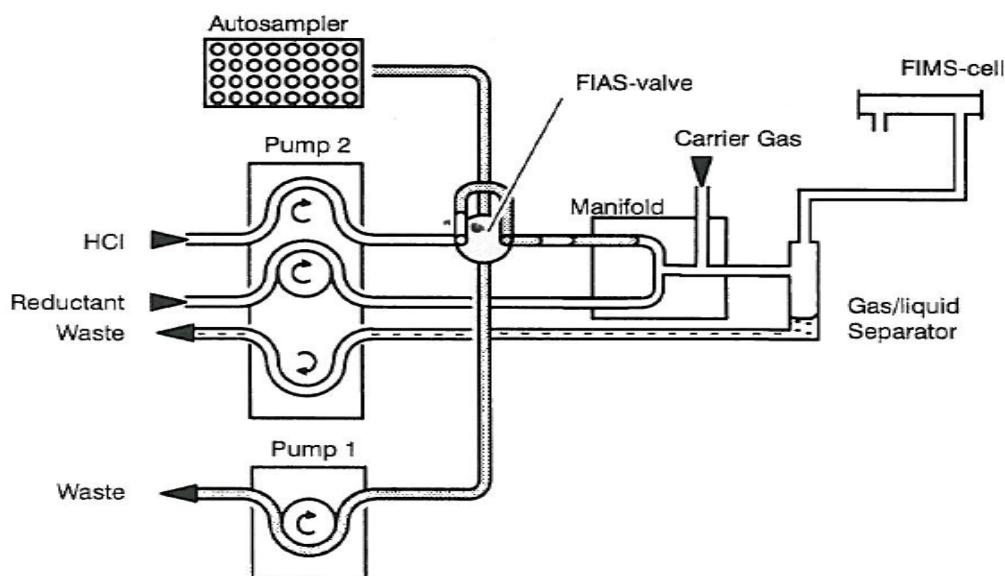 Autosampler
FIMS-cell
FIAS-valve
Pump 2
Carrier Gas
Manifold
HCl
Reductant
Waste
Gas/liquid
Separator
Pump 1
Waste